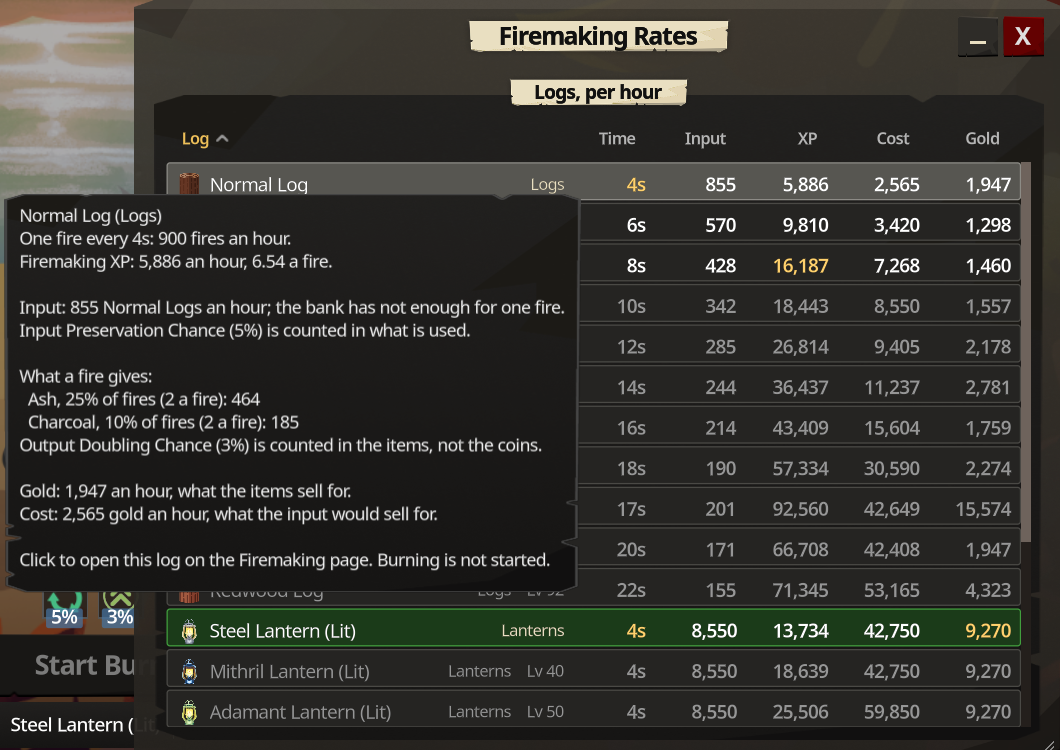 Firemaking Rates
_ X
Logs, per hour
Log Time Input XP Cost Gold
Normal Log Logs 4s 855 5,886 2,565 1,947
6s 570 9,810 3,420 1,298
8s 428 16,187 7,268 1,460
10s 342 18,443 8,550 1,557
12s 285 26,814 9,405 2,178
14s 244 36,437 11,237 2,781
16s 214 43,409 15,604 1,759
18s 190 57,334 30,590 2,274
17s 201 92,560 42,649 15,574
20s 171 66,708 42,408 1,947
Redwood Log Logs Lv 92 22s 155 71,345 53,165 4,323
Steel Lantern (Lit) Lanterns 4s 8,550 13,734 42,750 9,270
Mithril Lantern (Lit) Lanterns Lv 40 4s 8,550 18,639 42,750 9,270
Adamant Lantern (Lit) Lanterns Lv 50 4s 8,550 25,506 59,850 9,270
Normal Log (Logs)
One fire every 4s: 900 fires an hour.
Firemaking XP: 5,886 an hour, 6.54 a fire.
Input: 855 Normal Logs an hour; the bank has not enough for one fire.
Input Preservation Chance (5%) is counted in what is used.
What a fire gives:
Ash, 25% of fires (2 a fire): 464
Charcoal, 10% of fires (2 a fire): 185
Output Doubling Chance (3%) is counted in the items, not the coins.
Gold: 1,947 an hour, what the items sell for.
Cost: 2,565 gold an hour, what the input would sell for.
Click to open this log on the Firemaking page. Burning is not started.
5% 3%
Start Bur
Steel Lantern (Lit,